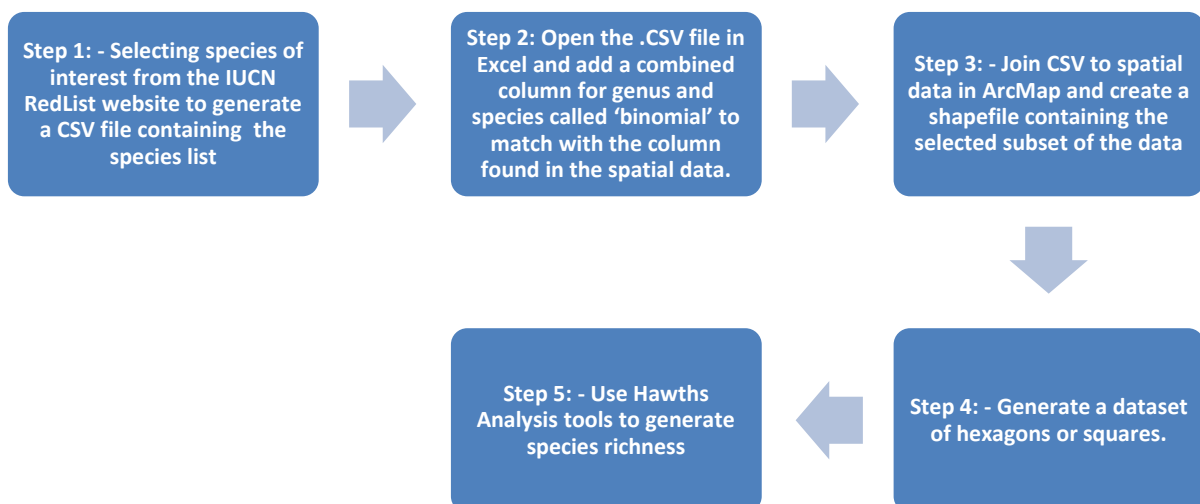 Step 1: - Selecting species of
interest from the IUCN
RedList website to generate
a CSV file containing the
species list
Step 2: Open the .CSV file in
Excel and add a combined
column for genus and
species called ‘binomial’ to
match with the column
found in the spatial data.
Step 3: - Join CSV to spatial
data in ArcMap and create a
shapefile containing the
selected subset of the data
Step 4: - Generate a dataset
of hexagons or squares.
Step 5: - Use Hawths
Analysis tools to generate
species richness